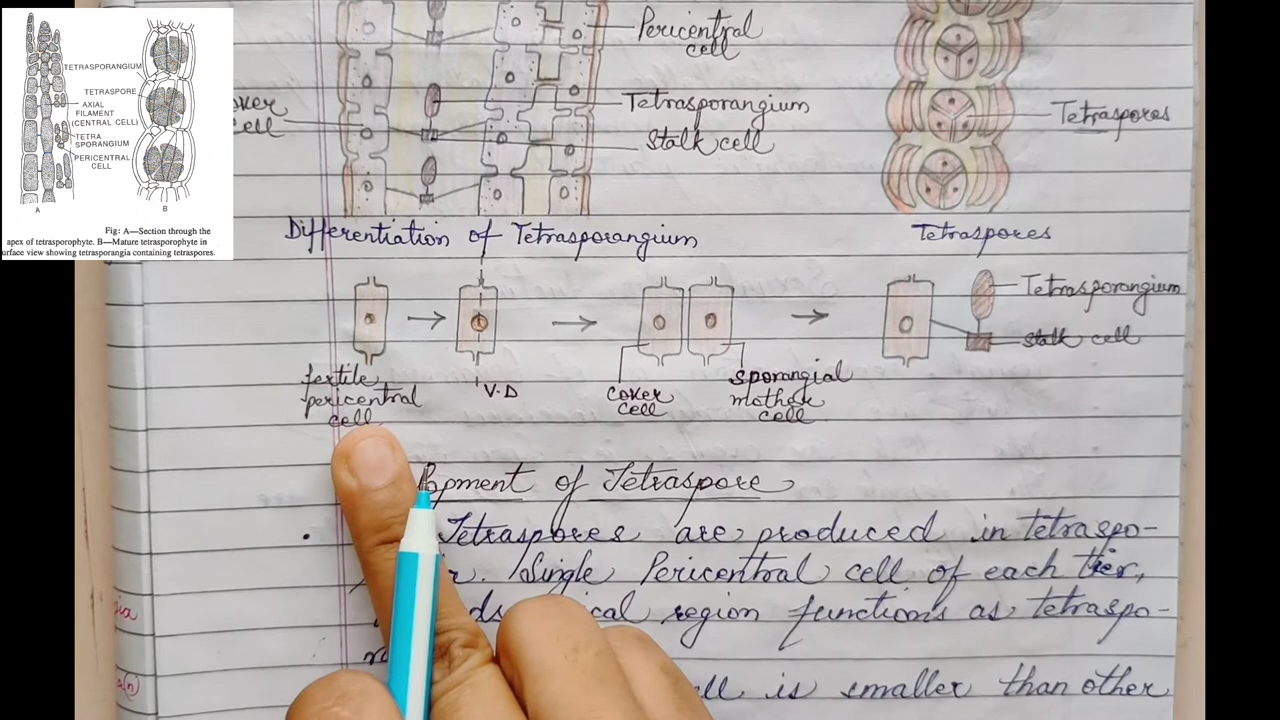 TETRASPORANGIUM
TETRASPORE
AXIAL
FILAMENT
(CENTRAL CELL)
TETRA
SPORANGIUM
PERICENTRAL
CELL
A
B
Fig: A—Section through the
apex of tetrasporophyte. B—Mature tetrasporophyte in
surface view showing tetrasporangia containing tetraspores.
Pericentral
cell
cell
Tetrasporangium
Stalk cell
Tetraspores
Differentiation of Tetrasporangium
Tetraspores
fertile
pericentral
cell
V.D
cover
cell
sporangial
mother
cell
Tetrasporangium
stalk cell
pment of Tetraspore
Tetraspores are produced in tetraspo-
Single Pericentral cell of each tier,
region functions as tetraspo-
is smaller than other